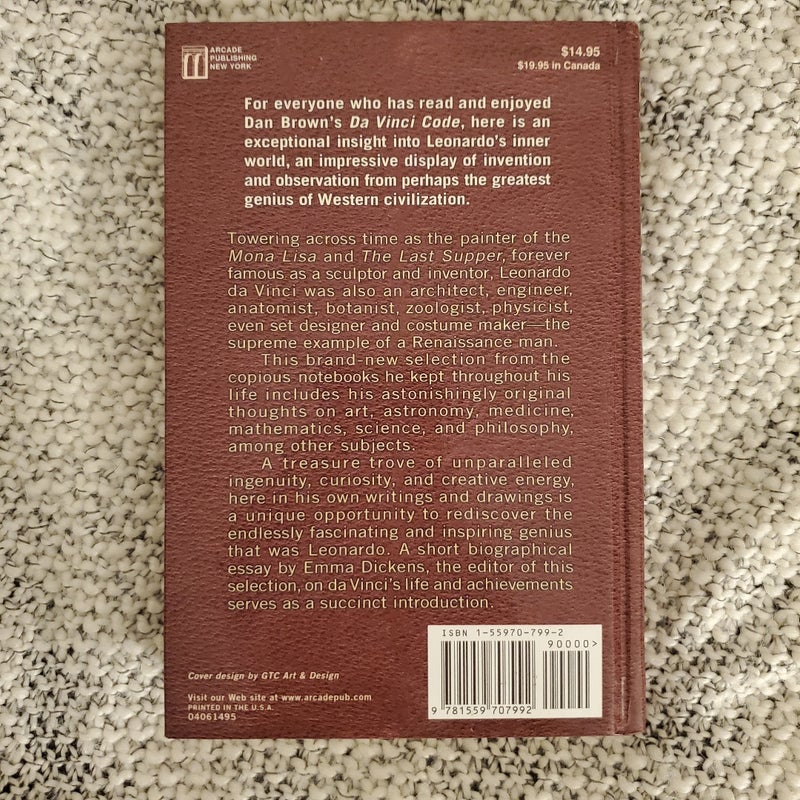 ARCADE
PUBLISHING
NEW YORK
$14.95
$19.95 in Canada
For everyone who has read and enjoyed
Dan Brown's Da Vinci Code, here is an
exceptional insight into Leonardo's inner
world, an impressive display of invention
and observation from perhaps the greatest
genius of Western civilization.
Towering across time as the painter of the
Mona Lisa and The Last Supper, forever
famous as a sculptor and inventor, Leonardo
da Vinci was also an architect, engineer,
anatomist, botanist, zoologist, physicist,
even set designer and costume maker—the
supreme example of a Renaissance man.
This brand-new selection from the
copious notebooks he kept throughout his
life includes his astonishingly original
thoughts on art, astronomy, medicine,
mathematics, science, and philosophy,
among other subjects.
A treasure trove of unparalleled
ingenuity, curiosity, and creative energy,
here in his own writings and drawings is
a unique opportunity to rediscover the
endlessly fascinating and inspiring genius
that was Leonardo. A short biographical
essay by Emma Dickens, the editor of this
selection, on da Vinci's life and achievements
serves as a succinct introduction.
ISBN 1-55970-799-2
90000>
9 781559 707992
Cover design by GTC Art & Design
Visit our Web site at www.arcadepub.com
PRINTED IN THE U.S.A.
04061495